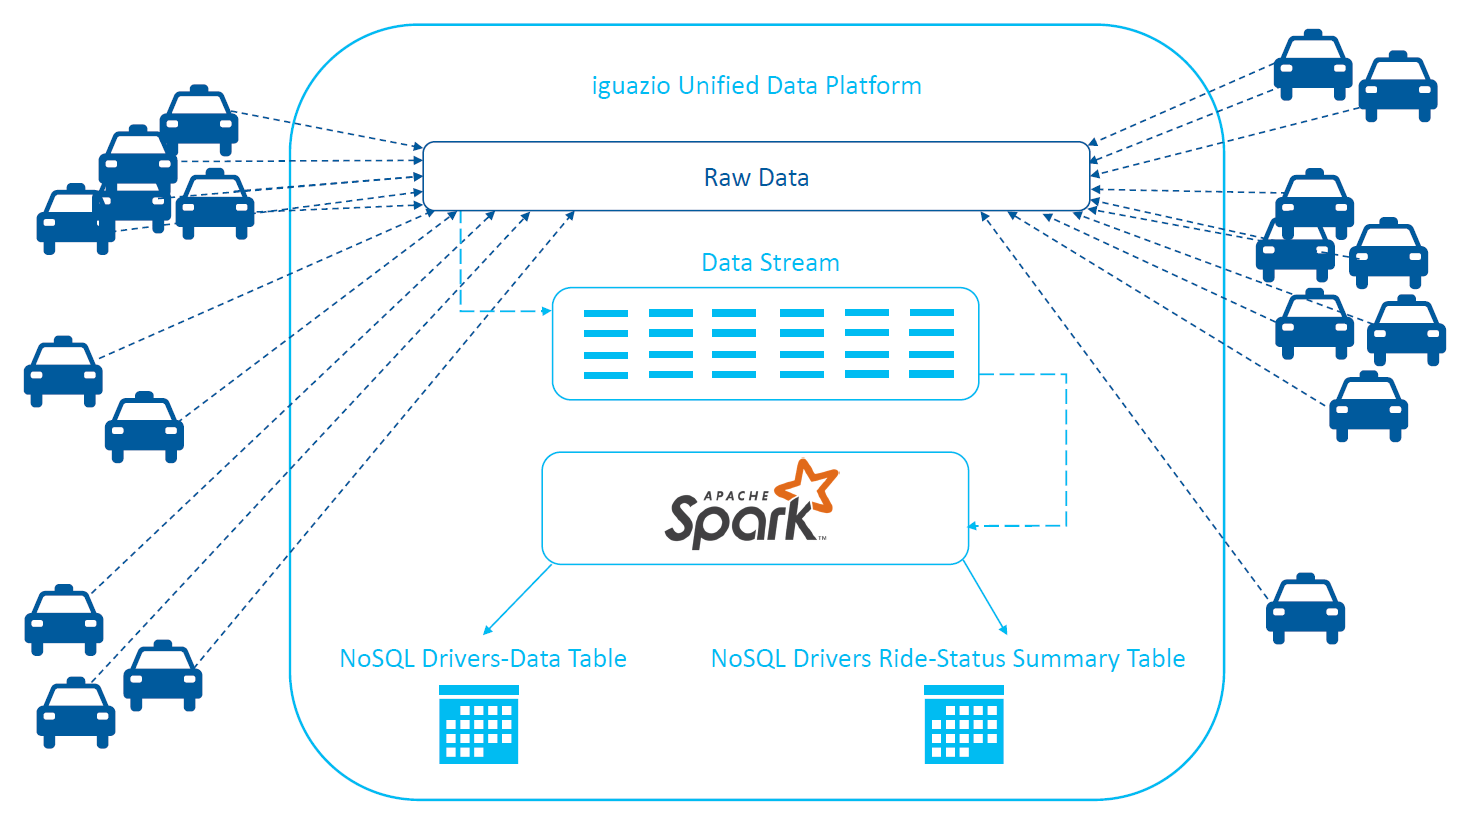 iguazio Unified Data Platform
Raw Data
Data Stream
APACHE
Spark™
NoSQL Drivers-Data Table
NoSQL Drivers Ride-Status Summary Table